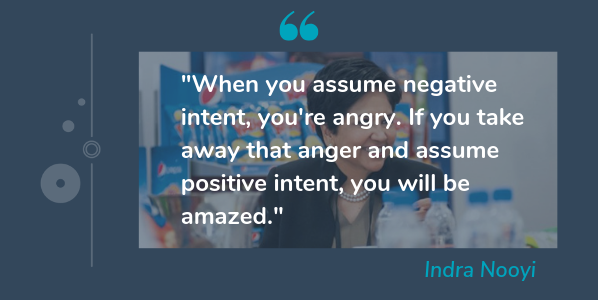 "When you assume negative
intent, you're angry. If you take
away that anger and assume
positive intent, you will be
amazed."
Indra Nooyi